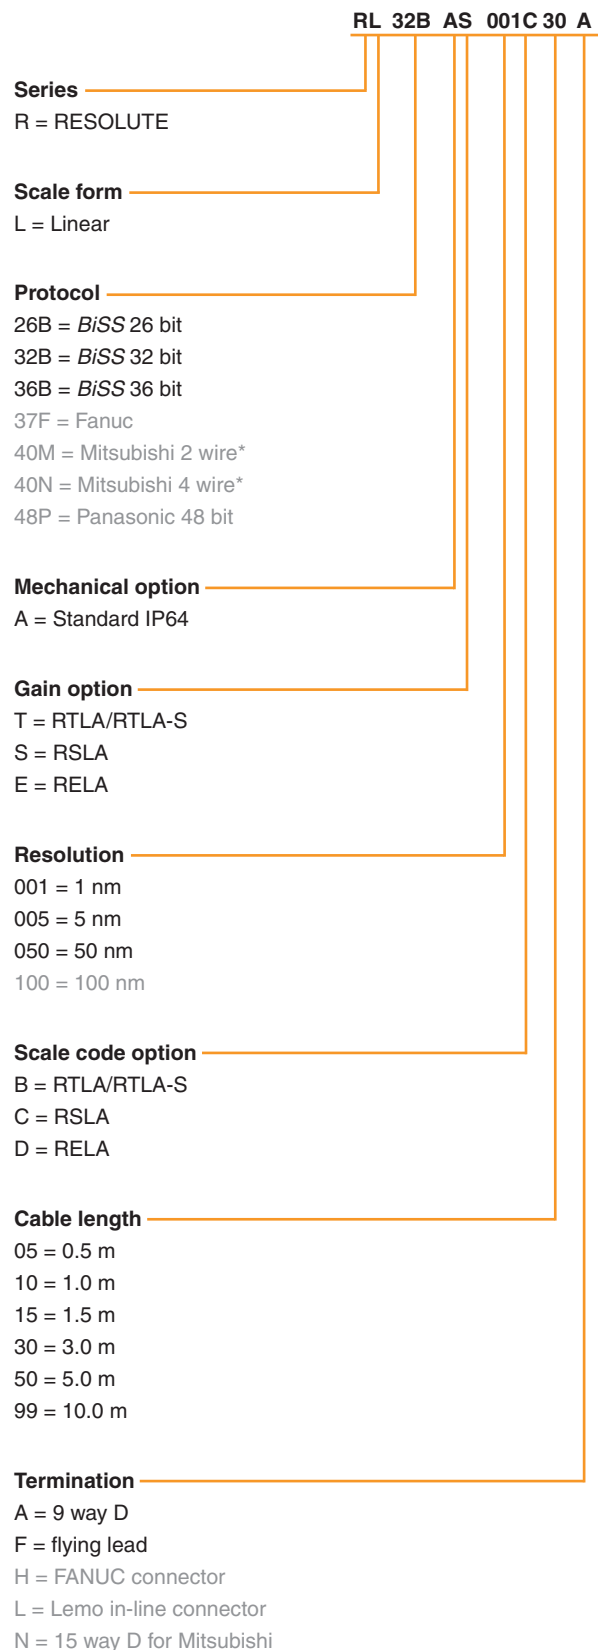 RL 32B AS 001C 30 A
Series
R = RESOLUTE
Scale form
L = Linear
Protocol
26B = BiSS 26 bit
32B = BiSS 32 bit
36B = BiSS 36 bit
37F = Fanuc
40M = Mitsubishi 2 wire*
40N = Mitsubishi 4 wire*
48P = Panasonic 48 bit
Mechanical option
A = Standard IP64
Gain option
T = RTLA/RTLA-S
S = RSLA
E = RELA
Resolution
001 = 1 nm
005 = 5 nm
050 = 50 nm
100 = 100 nm
Scale code option
B = RTLA/RTLA-S
C = RSLA
D = RELA
Cable length
05 = 0.5 m
10 = 1.0 m
15 = 1.5 m
30 = 3.0 m
50 = 5.0 m
99 = 10.0 m
Termination
A = 9 way D
F = flying lead
H = FANUC connector
L = Lemo in-line connector
N = 15 way D for Mitsubishi